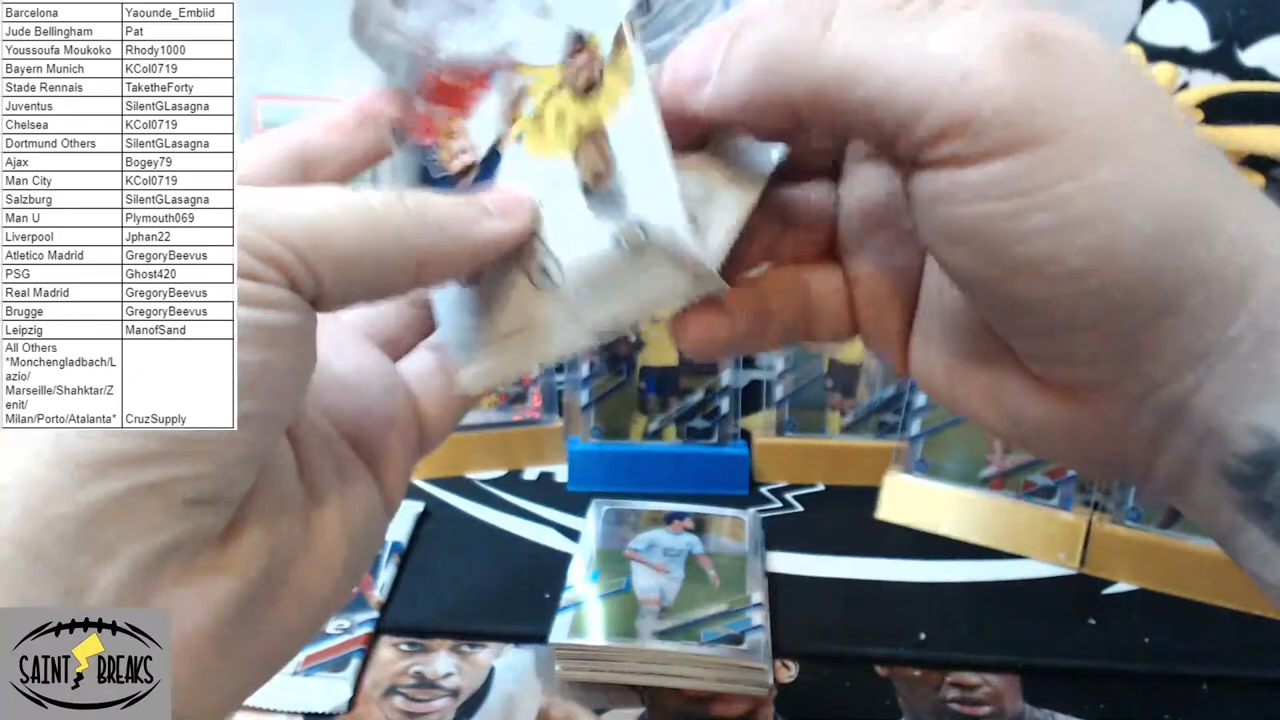 Barcelona Yaounde_Embiid
Jude Bellingham Pat
Youssoufa Moukoko Rhody1000
Bayern Munich KCol0719
Stade Rennais TaketheForty
Juventus SilentGLasagna
Chelsea KCol0719
Dortmund Others SilentGLasagna
Ajax Bogey79
Man City KCol0719
Salzburg SilentGLasagna
Man U Plymouth069
Liverpool Jphan22
Atletico Madrid GregoryBeevus
PSG Ghost420
Real Madrid GregoryBeevus
Brugge GregoryBeevus
Leipzig ManofSand
All Others
*Monchengladbach/L
azio/
Marseille/Shahktar/Z
enit/
Milan/Porto/Atalanta* CruzSupply
SAINT BREAKS